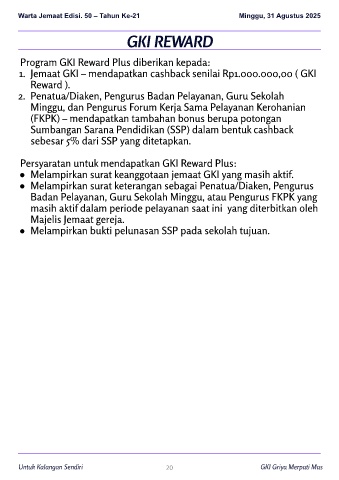 Warta Jemaat Edisi. 50 – Tahun Ke-21 Minggu, 31 Agustus 2025
GKI REWARD
Program GKI Reward Plus diberikan kepada:
1. Jemaat GKI – mendapatkan cashback senilai Rp1.000.000,00 ( GKI
Reward ).
2. Penatua/Diaken, Pengurus Badan Pelayanan, Guru Sekolah
Minggu, dan Pengurus Forum Kerja Sama Pelayanan Kerohanian
(FKPK) – mendapatkan tambahan bonus berupa potongan
Sumbangan Sarana Pendidikan (SSP) dalam bentuk cashback
sebesar 5% dari SSP yang ditetapkan.
Persyaratan untuk mendapatkan GKI Reward Plus:
● Melampirkan surat keanggotaan jemaat GKI yang masih aktif.
● Melampirkan surat keterangan sebagai Penatua/Diaken, Pengurus
Badan Pelayanan, Guru Sekolah Minggu, atau Pengurus FKPK yang
masih aktif dalam periode pelayanan saat ini yang diterbitkan oleh
Majelis Jemaat gereja.
● Melampirkan bukti pelunasan SSP pada sekolah tujuan.
Untuk Kalangan Sendiri 20 GKI Griya Merpati Mas